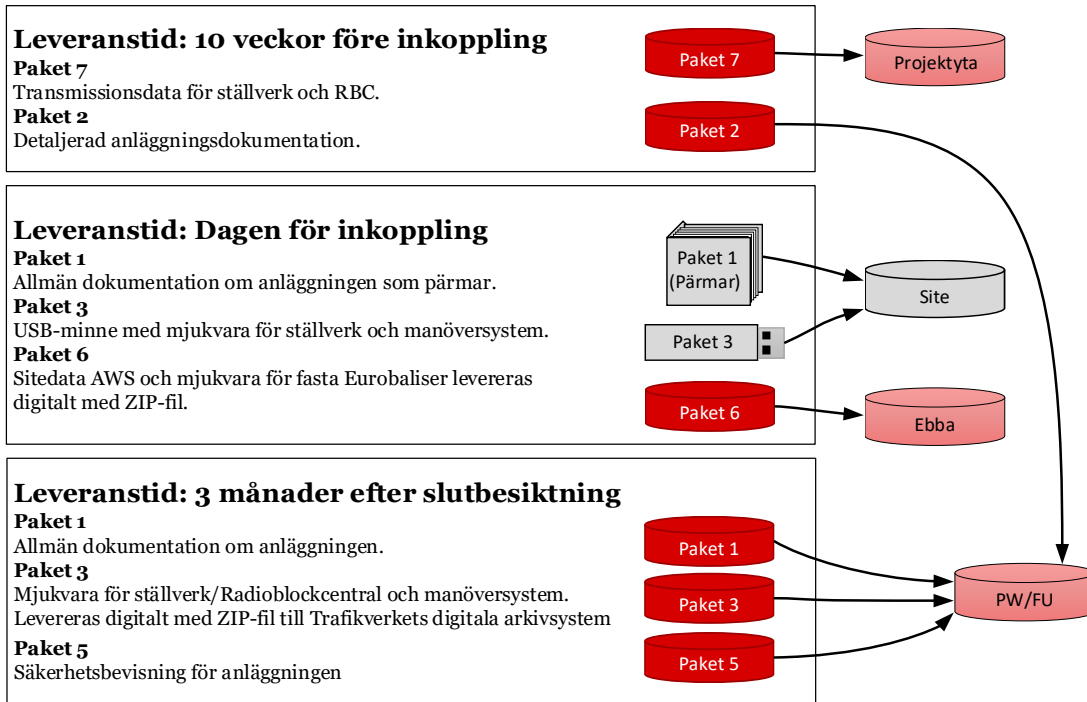 Leveranstid: 10 veckor före inkoppling
Paket 7
Transmissionsdata för ställverk och RBC.
Paket 2
Detaljerad anläggningsdokumentation.
Paket 7
Projektyta
Paket 2
Leveranstid: Dagen för inkoppling
Paket 1
Allmän dokumentation om anläggningen som pärmar.
Paket 3
USB-minne med mjukvara för ställverk och manöversystem.
Paket 6
Sitedata AWS och mjukvara för fasta Eurobaliser levereras
digitalt med ZIP-fil.
Paket 1
(Pärmar)
Site
Paket 3
Paket 6
Ebba
Leveranstid: 3 månader efter slutbesiktning
Paket 1
Allmän dokumentation om anläggningen.
Paket 3
Mjukvara för ställverk/Radioblockcentral och manöversystem.
Levereras digitalt med ZIP-fil till Trafikverkets digitala arkivsystem
Paket 5
Säkerhetsbevisning för anläggningen
Paket 1
Paket 3
PW/FU
Paket 5